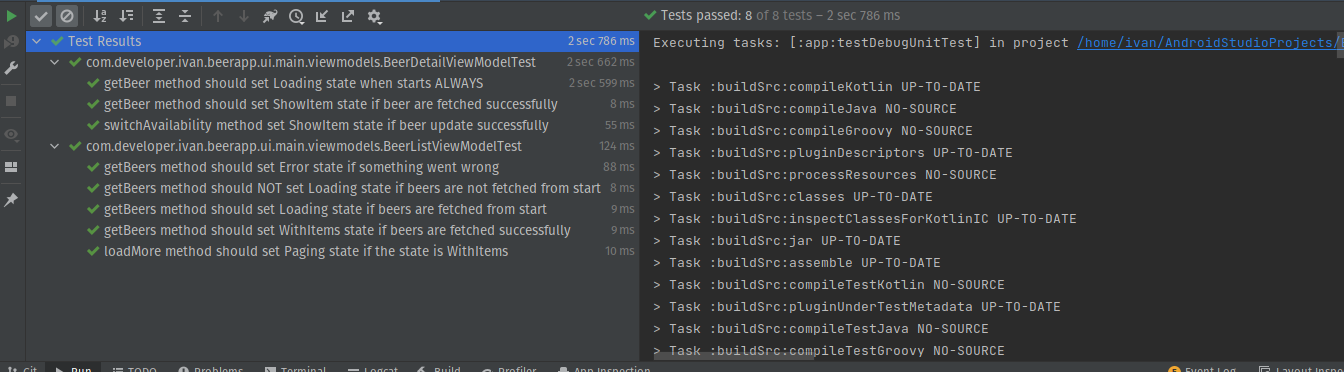 Tests passed: 8 of 8 tests – 2 sec 786 ms
Test Results 2 sec 786 ms
com.developer.ivan.beerapp.ui.main.viewmodels.BeerDetailViewModelTest 2 sec 662 ms
getBeer method should set Loading state when starts ALWAYS 2 sec 599 ms
getBeer method should set ShowItem state if beer are fetched successfully 8 ms
switchAvailability method set ShowItem state if beer update successfully 55 ms
com.developer.ivan.beerapp.ui.main.viewmodels.BeerListViewModelTest 124 ms
getBeers method should set Error state if something went wrong 88 ms
getBeers method should NOT set Loading state if beers are not fetched from start 8 ms
getBeers method should set Loading state if beers are fetched from start 9 ms
getBeers method should set WithItems state if beers are fetched successfully 9 ms
loadMore method should set Paging state if the state is WithItems 10 ms
Executing tasks: [:app:testDebugUnitTest] in project /home/ivan/AndroidStudioProjects/
> Task :buildSrc:compileKotlin UP-TO-DATE
> Task :buildSrc:compileJava NO-SOURCE
> Task :buildSrc:compileGroovy NO-SOURCE
> Task :buildSrc:pluginDescriptors UP-TO-DATE
> Task :buildSrc:processResources NO-SOURCE
> Task :buildSrc:classes UP-TO-DATE
> Task :buildSrc:inspectClassesForKotlinIC UP-TO-DATE
> Task :buildSrc:jar UP-TO-DATE
> Task :buildSrc:assemble UP-TO-DATE
> Task :buildSrc:compileTestKotlin NO-SOURCE
> Task :buildSrc:pluginUnderTestMetadata UP-TO-DATE
> Task :buildSrc:compileTestJava NO-SOURCE
> Task :buildSrc:compileTestGroovy NO-SOURCE
Git Run TODO Problems Terminal Logcat Build Profiler App Inspection Event Log Layout Inspe